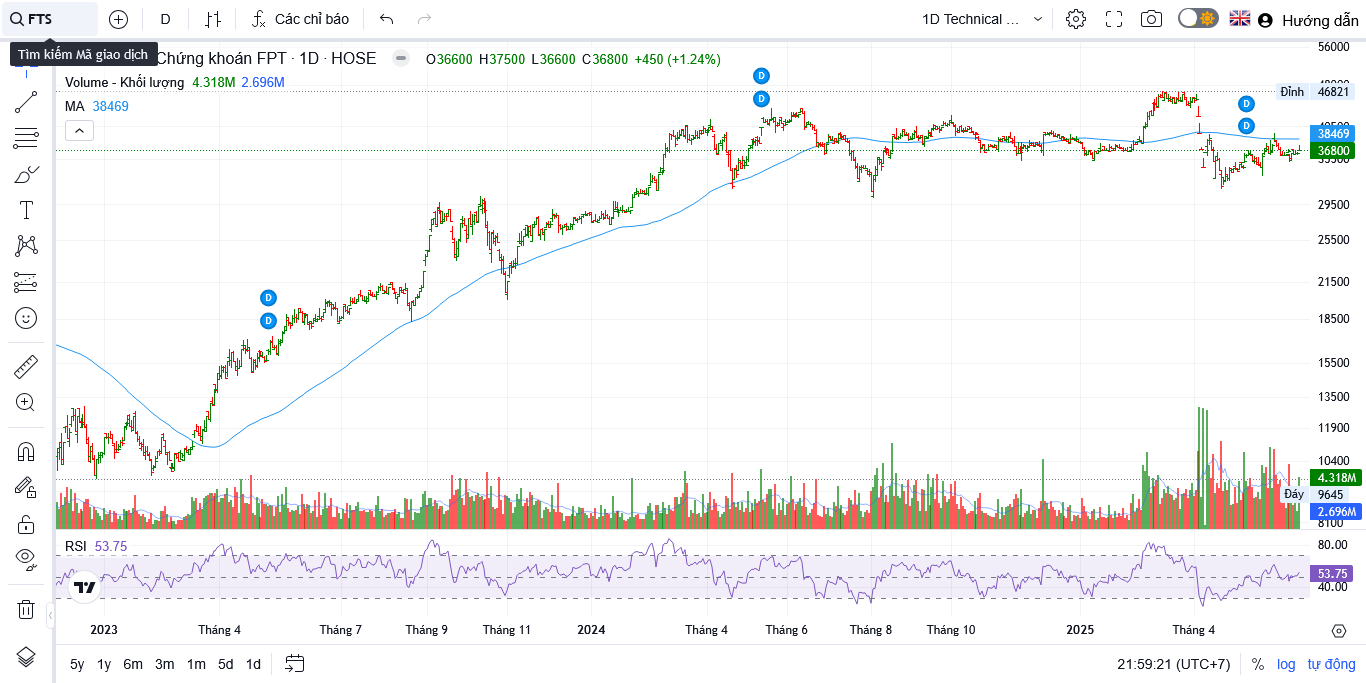 FTS
D
Các chỉ báo
1D Technical ...
Hướng dẫn
Tìm kiếm Mã giao dịch
Chứng khoán FPT · 1D · HOSE
O36600 H37500 L36600 C36800 +450 (+1.24%)
Volume - Khối lượng 4.318M 2.696M
MA 38469
D
D
D
D
D
D
56000
Đỉnh 46821
38469
36800
29500
25500
21500
18500
15500
13500
11900
10400
4.318M
Đáy 9645
2.696M
8100
RSI 53.75
80.00
53.75
40.00
2023 Tháng 4 Tháng 7 Tháng 9 Tháng 11 2024 Tháng 4 Tháng 6 Tháng 8 Tháng 10 2025 Tháng 4
5y 1y 6m 3m 1m 5d 1d
21:59:21 (UTC+7) % log tự động